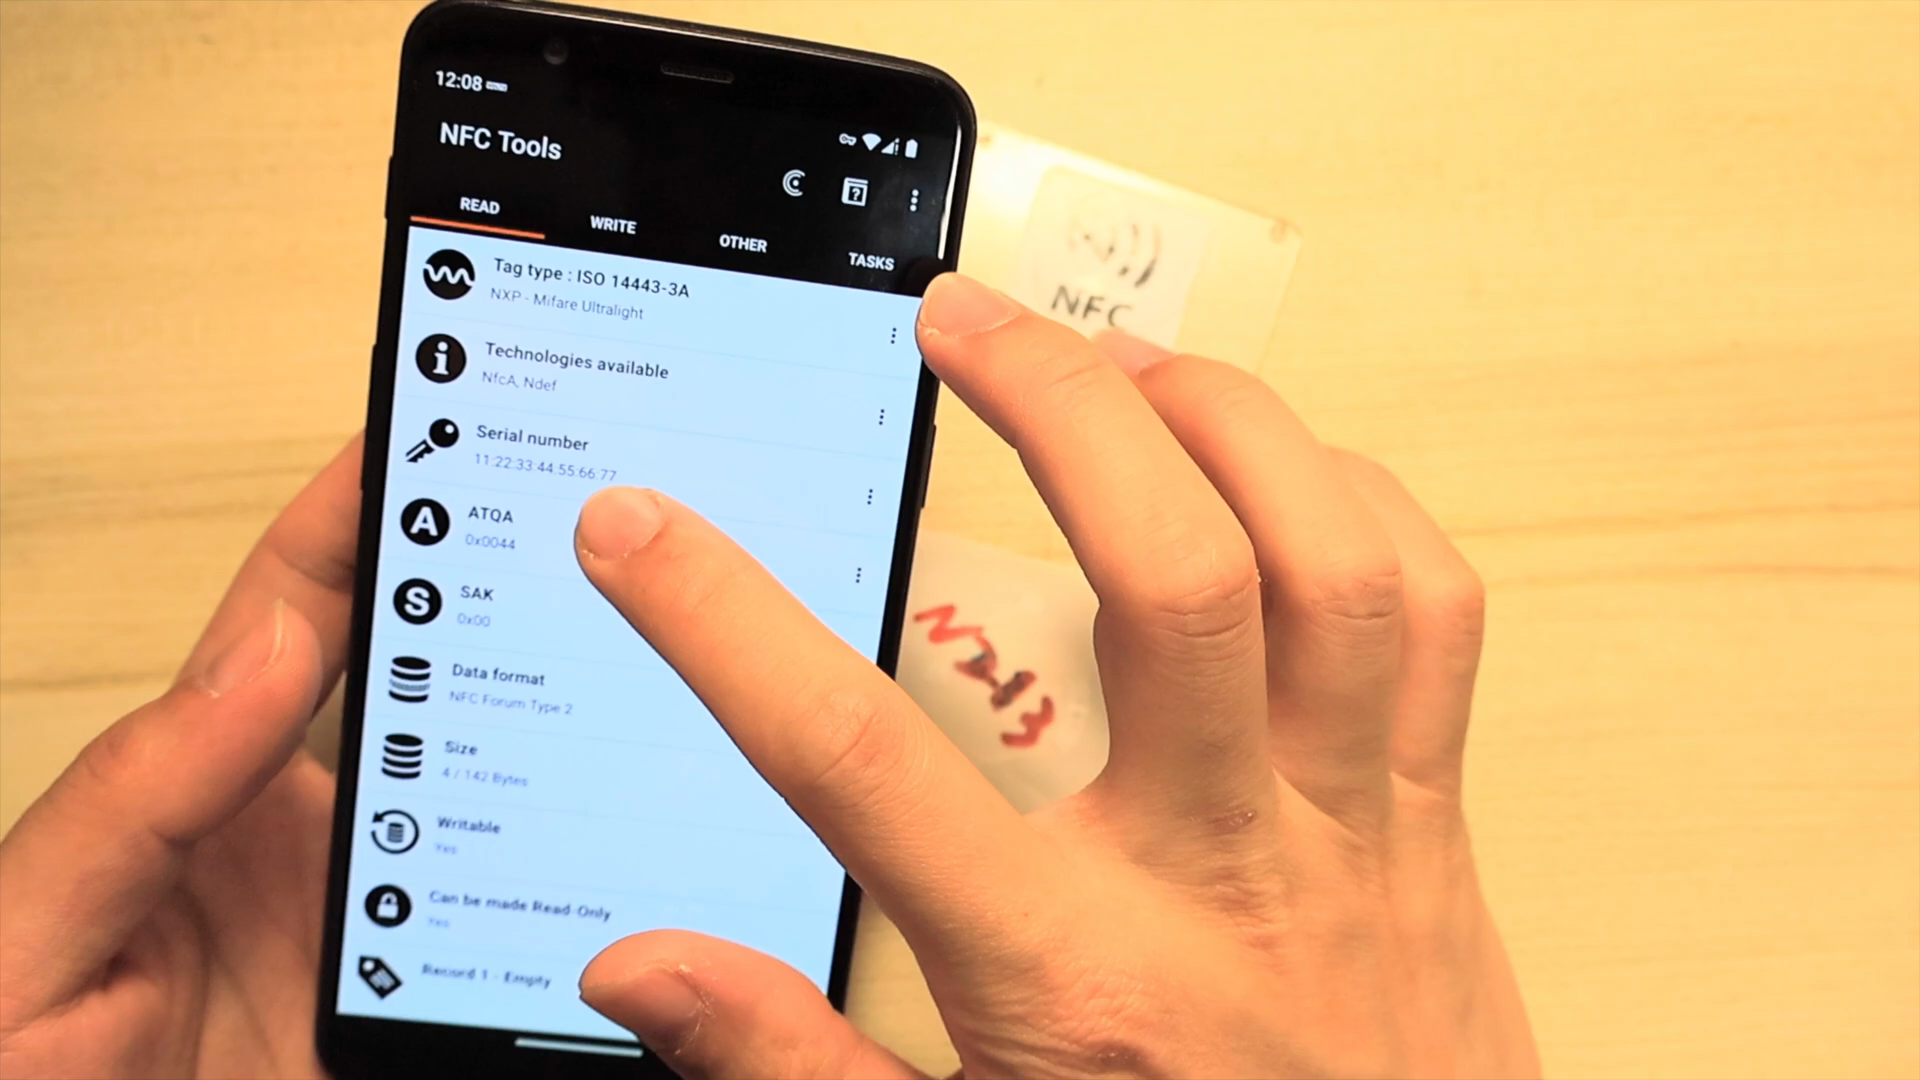 12:08
NFC Tools
READ
WRITE
OTHER
TASKS
Tag type : ISO 14443-3A
NXP - Mifare Ultralight
Technologies available
NfcA, Ndef
Serial number
11:22:33:44:55:66:77
A
ATQA
0x0044
S
SAK
0x00
Data format
NFC Forum Type 2
Size
4 / 142 Bytes
Writable
Yes
Can be made Read-Only
Yes
Record 1 - Empty
NFC